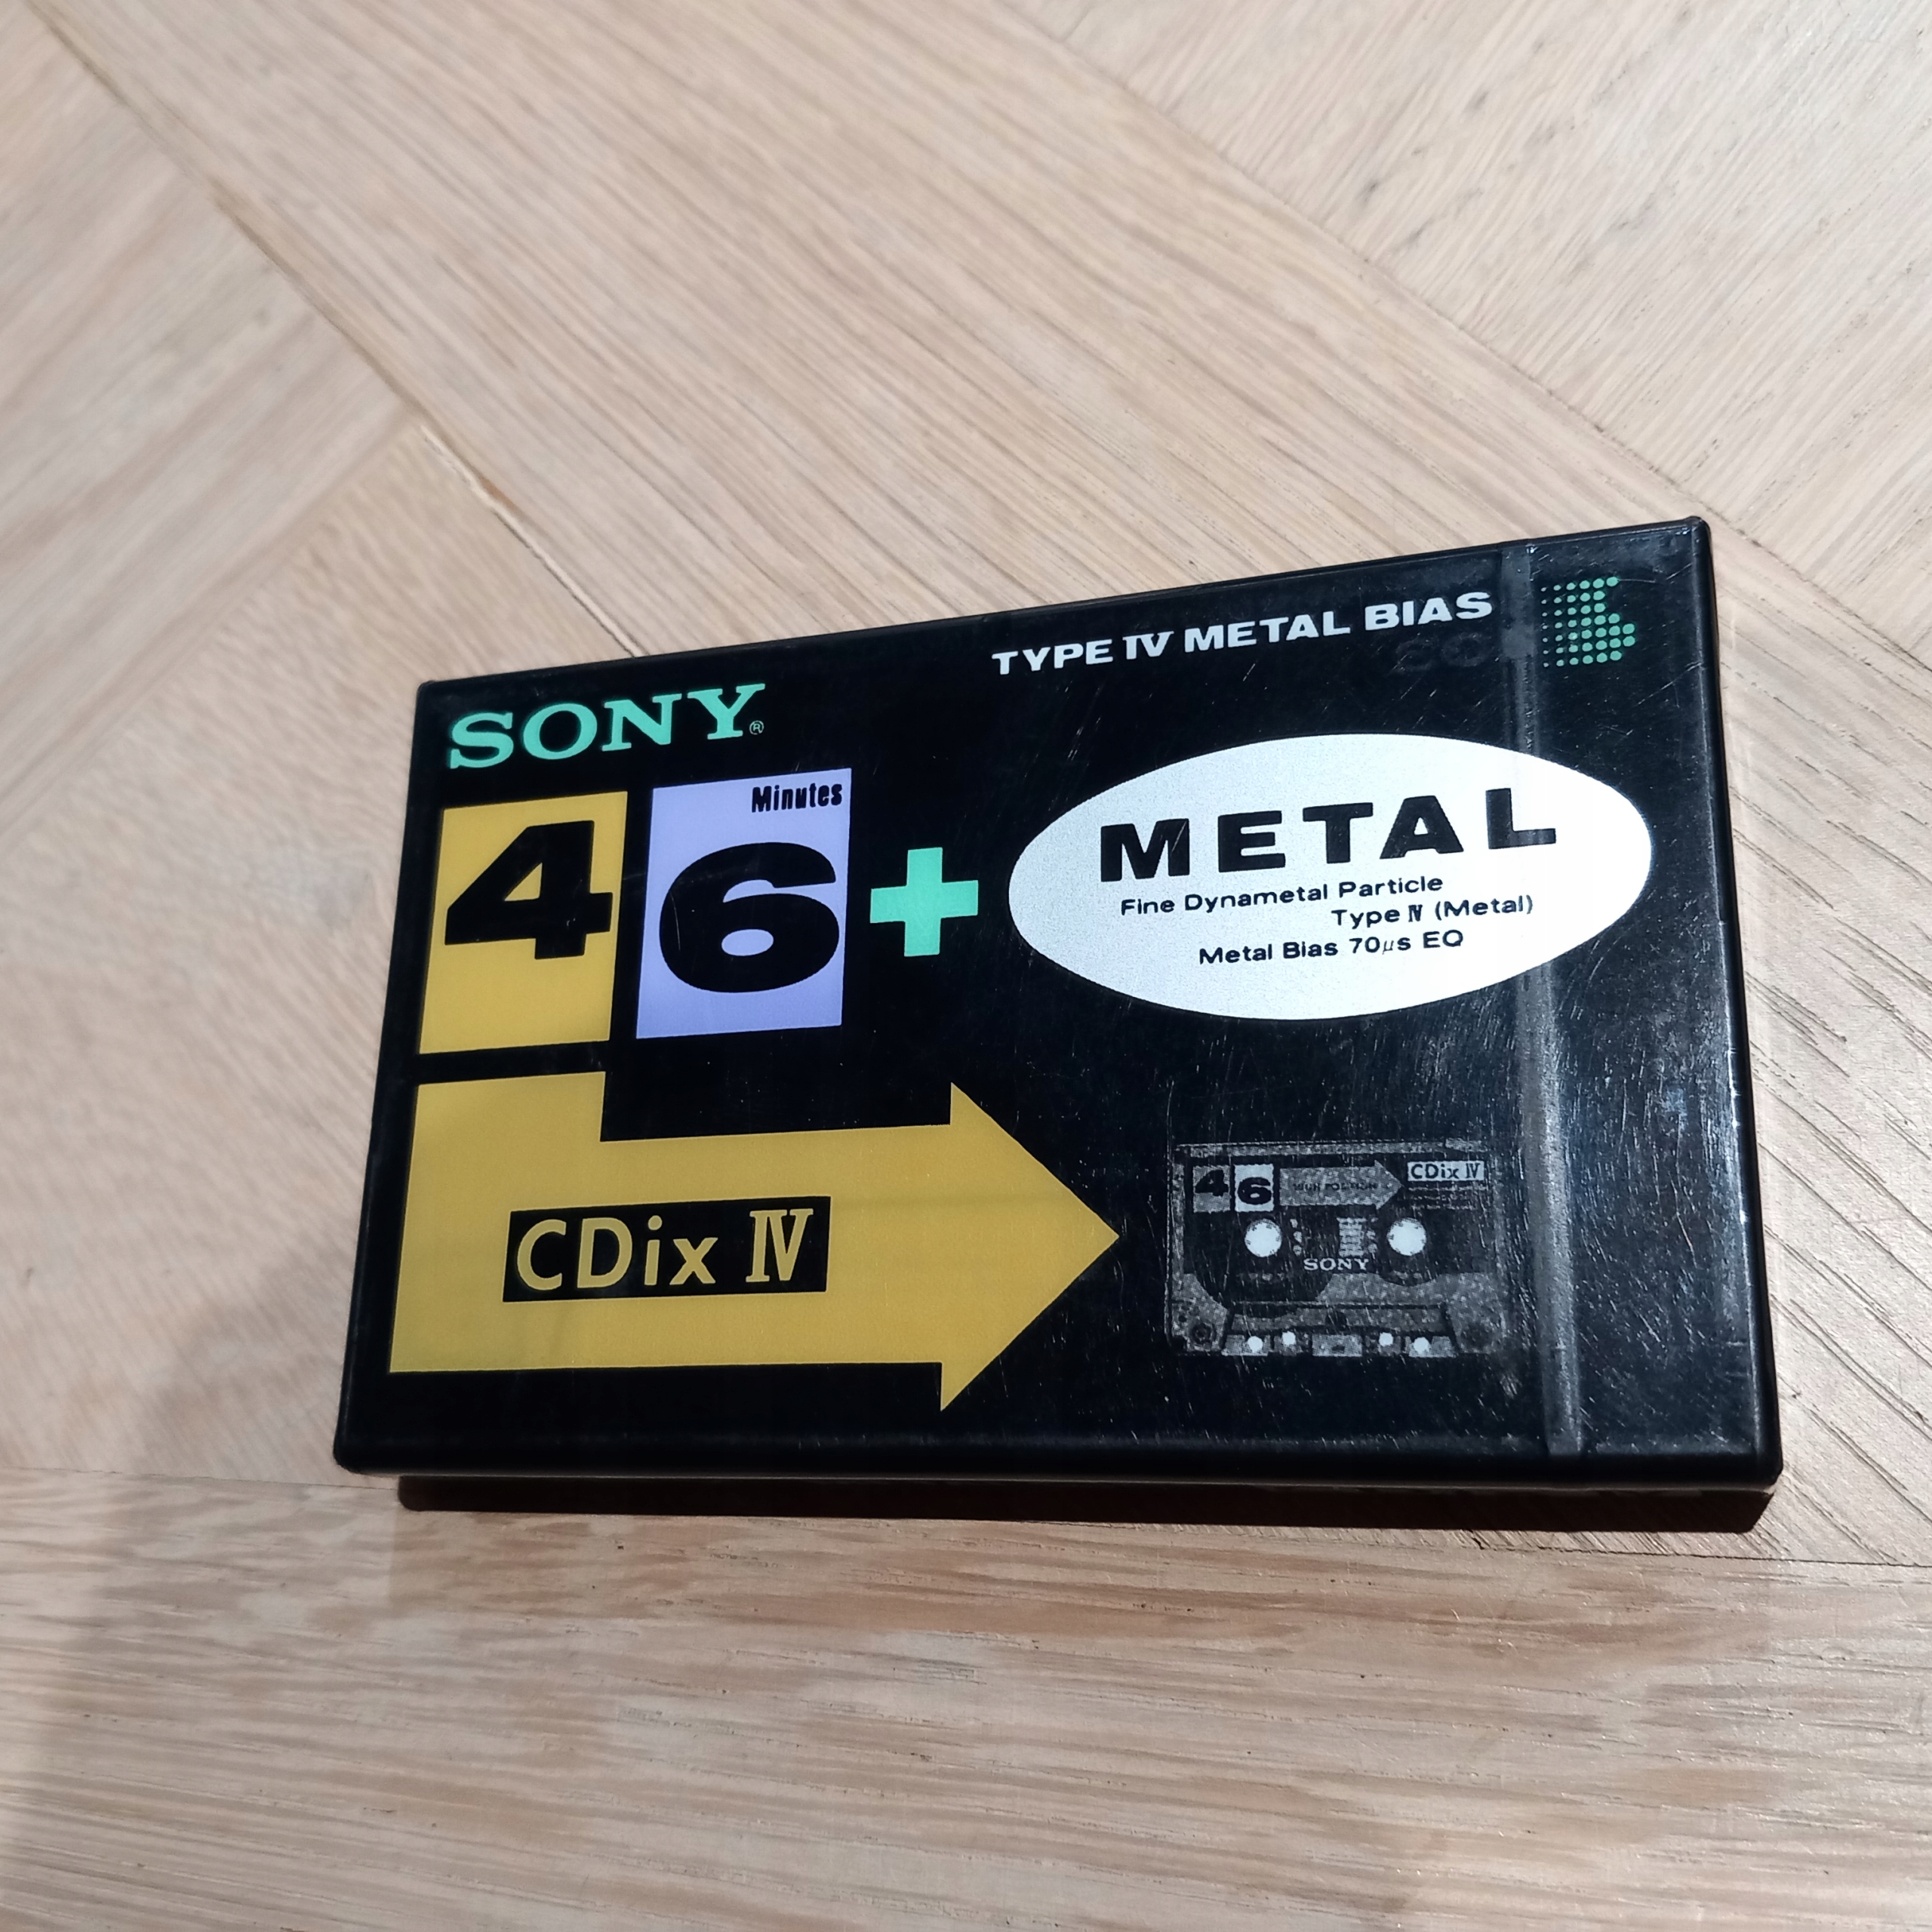 TYPE IV METAL BIAS
SONY®
Minutes
46+
METAL
Fine Dynametal Particle
Type IV (Metal)
Metal Bias 70µs EQ
CDix IV
46
CDix IV
SONY